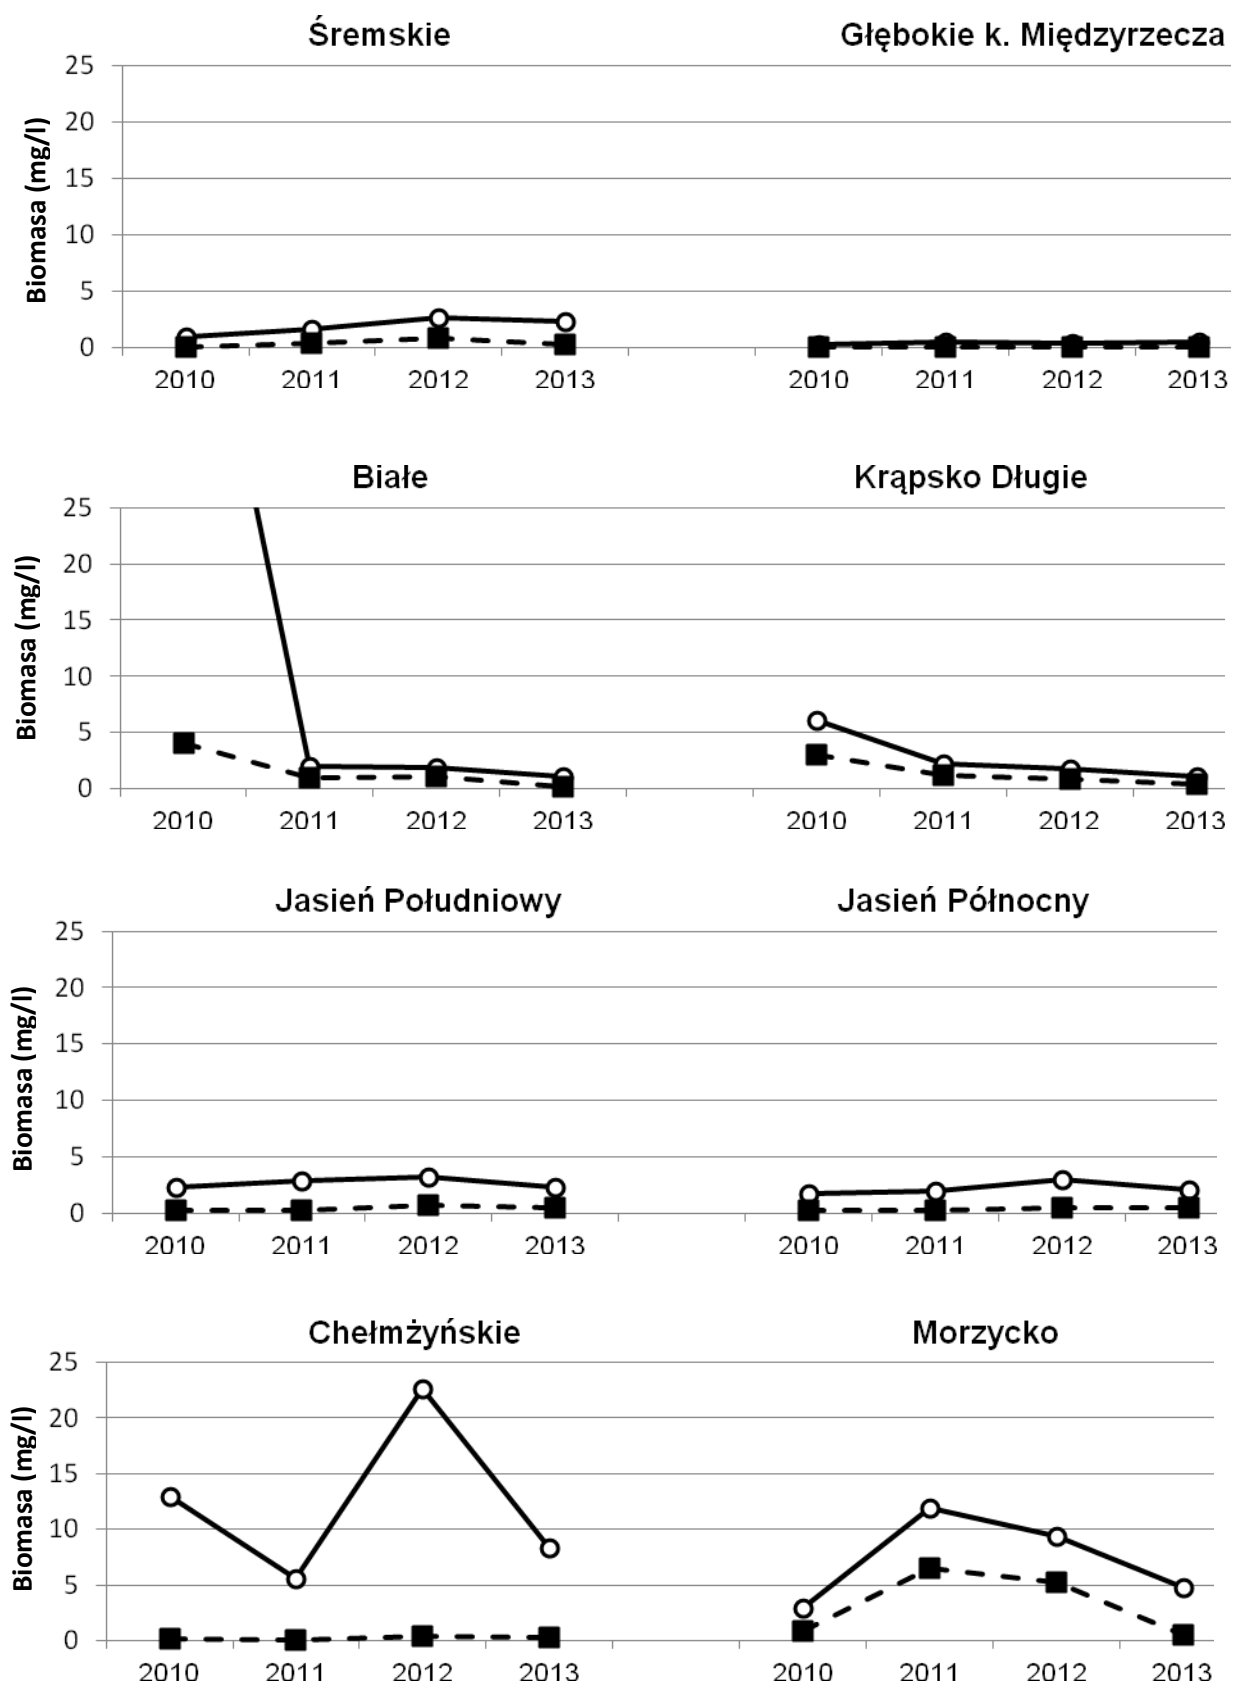 Śremskie Głębokie k. Międzyrzecza
Biomasa (mg/l)
25
20
15
10
5
0
2010 2011 2012 2013 2010 2011 2012 2013
Białe Krąpsko Długie
Biomasa (mg/l)
25
20
15
10
5
0
2010 2011 2012 2013 2010 2011 2012 2013
Jasień Południowy Jasień Północny
Biomasa (mg/l)
25
20
15
10
5
0
2010 2011 2012 2013 2010 2011 2012 2013
Chełmżyńskie Morzycko
Biomasa (mg/l)
25
20
15
10
5
0
2010 2011 2012 2013 2010 2011 2012 2013